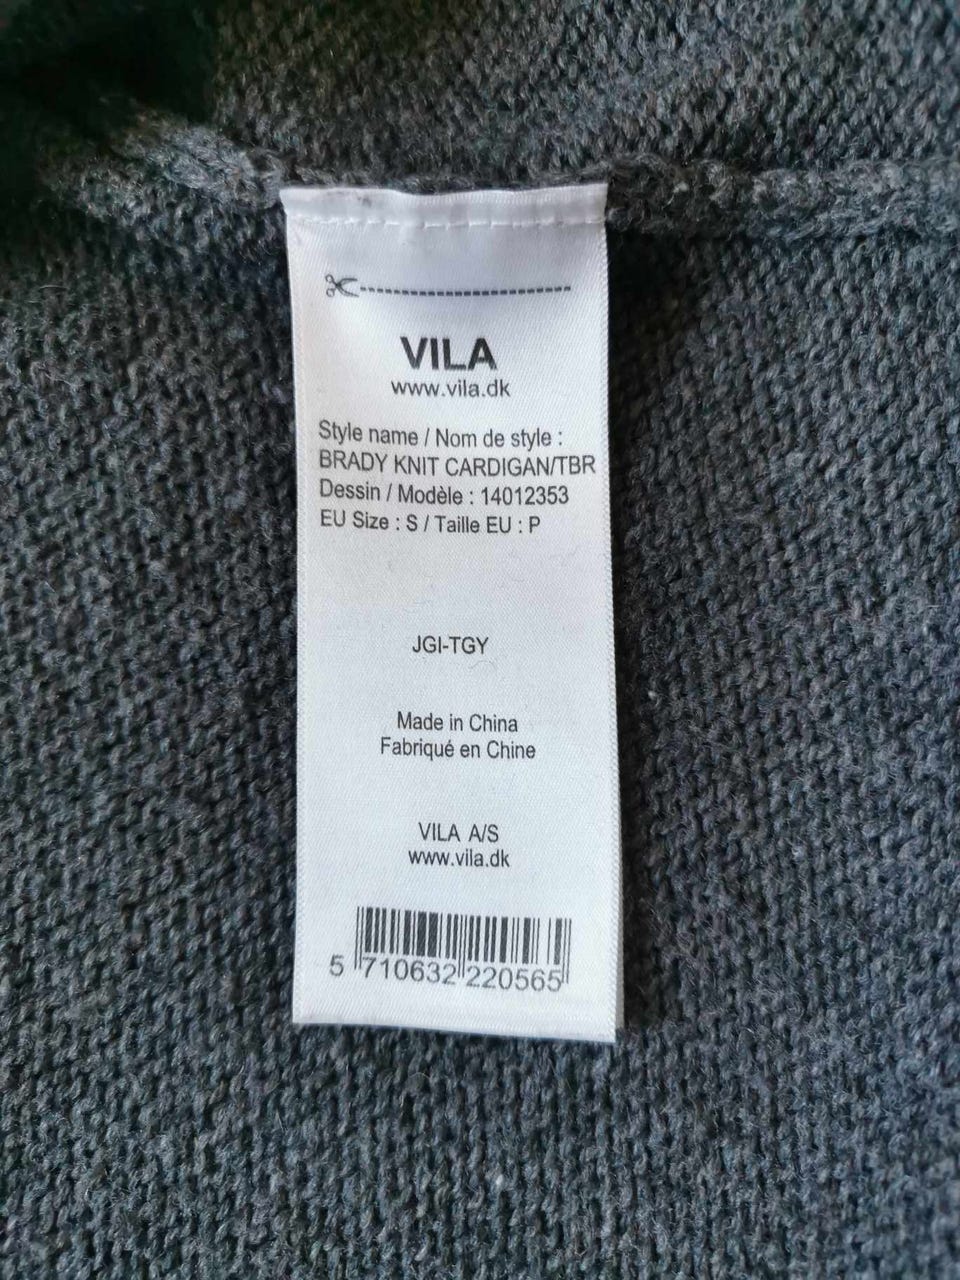 VILA
www.vila.dk
Style name / Nom de style :
BRADY KNIT CARDIGAN/TBR
Dessin / Modèle : 14012353
EU Size : S / Taille EU : P
JGI-TGY
Made in China
Fabriqué en Chine
VILA A/S
www.vila.dk
5 710632 220565